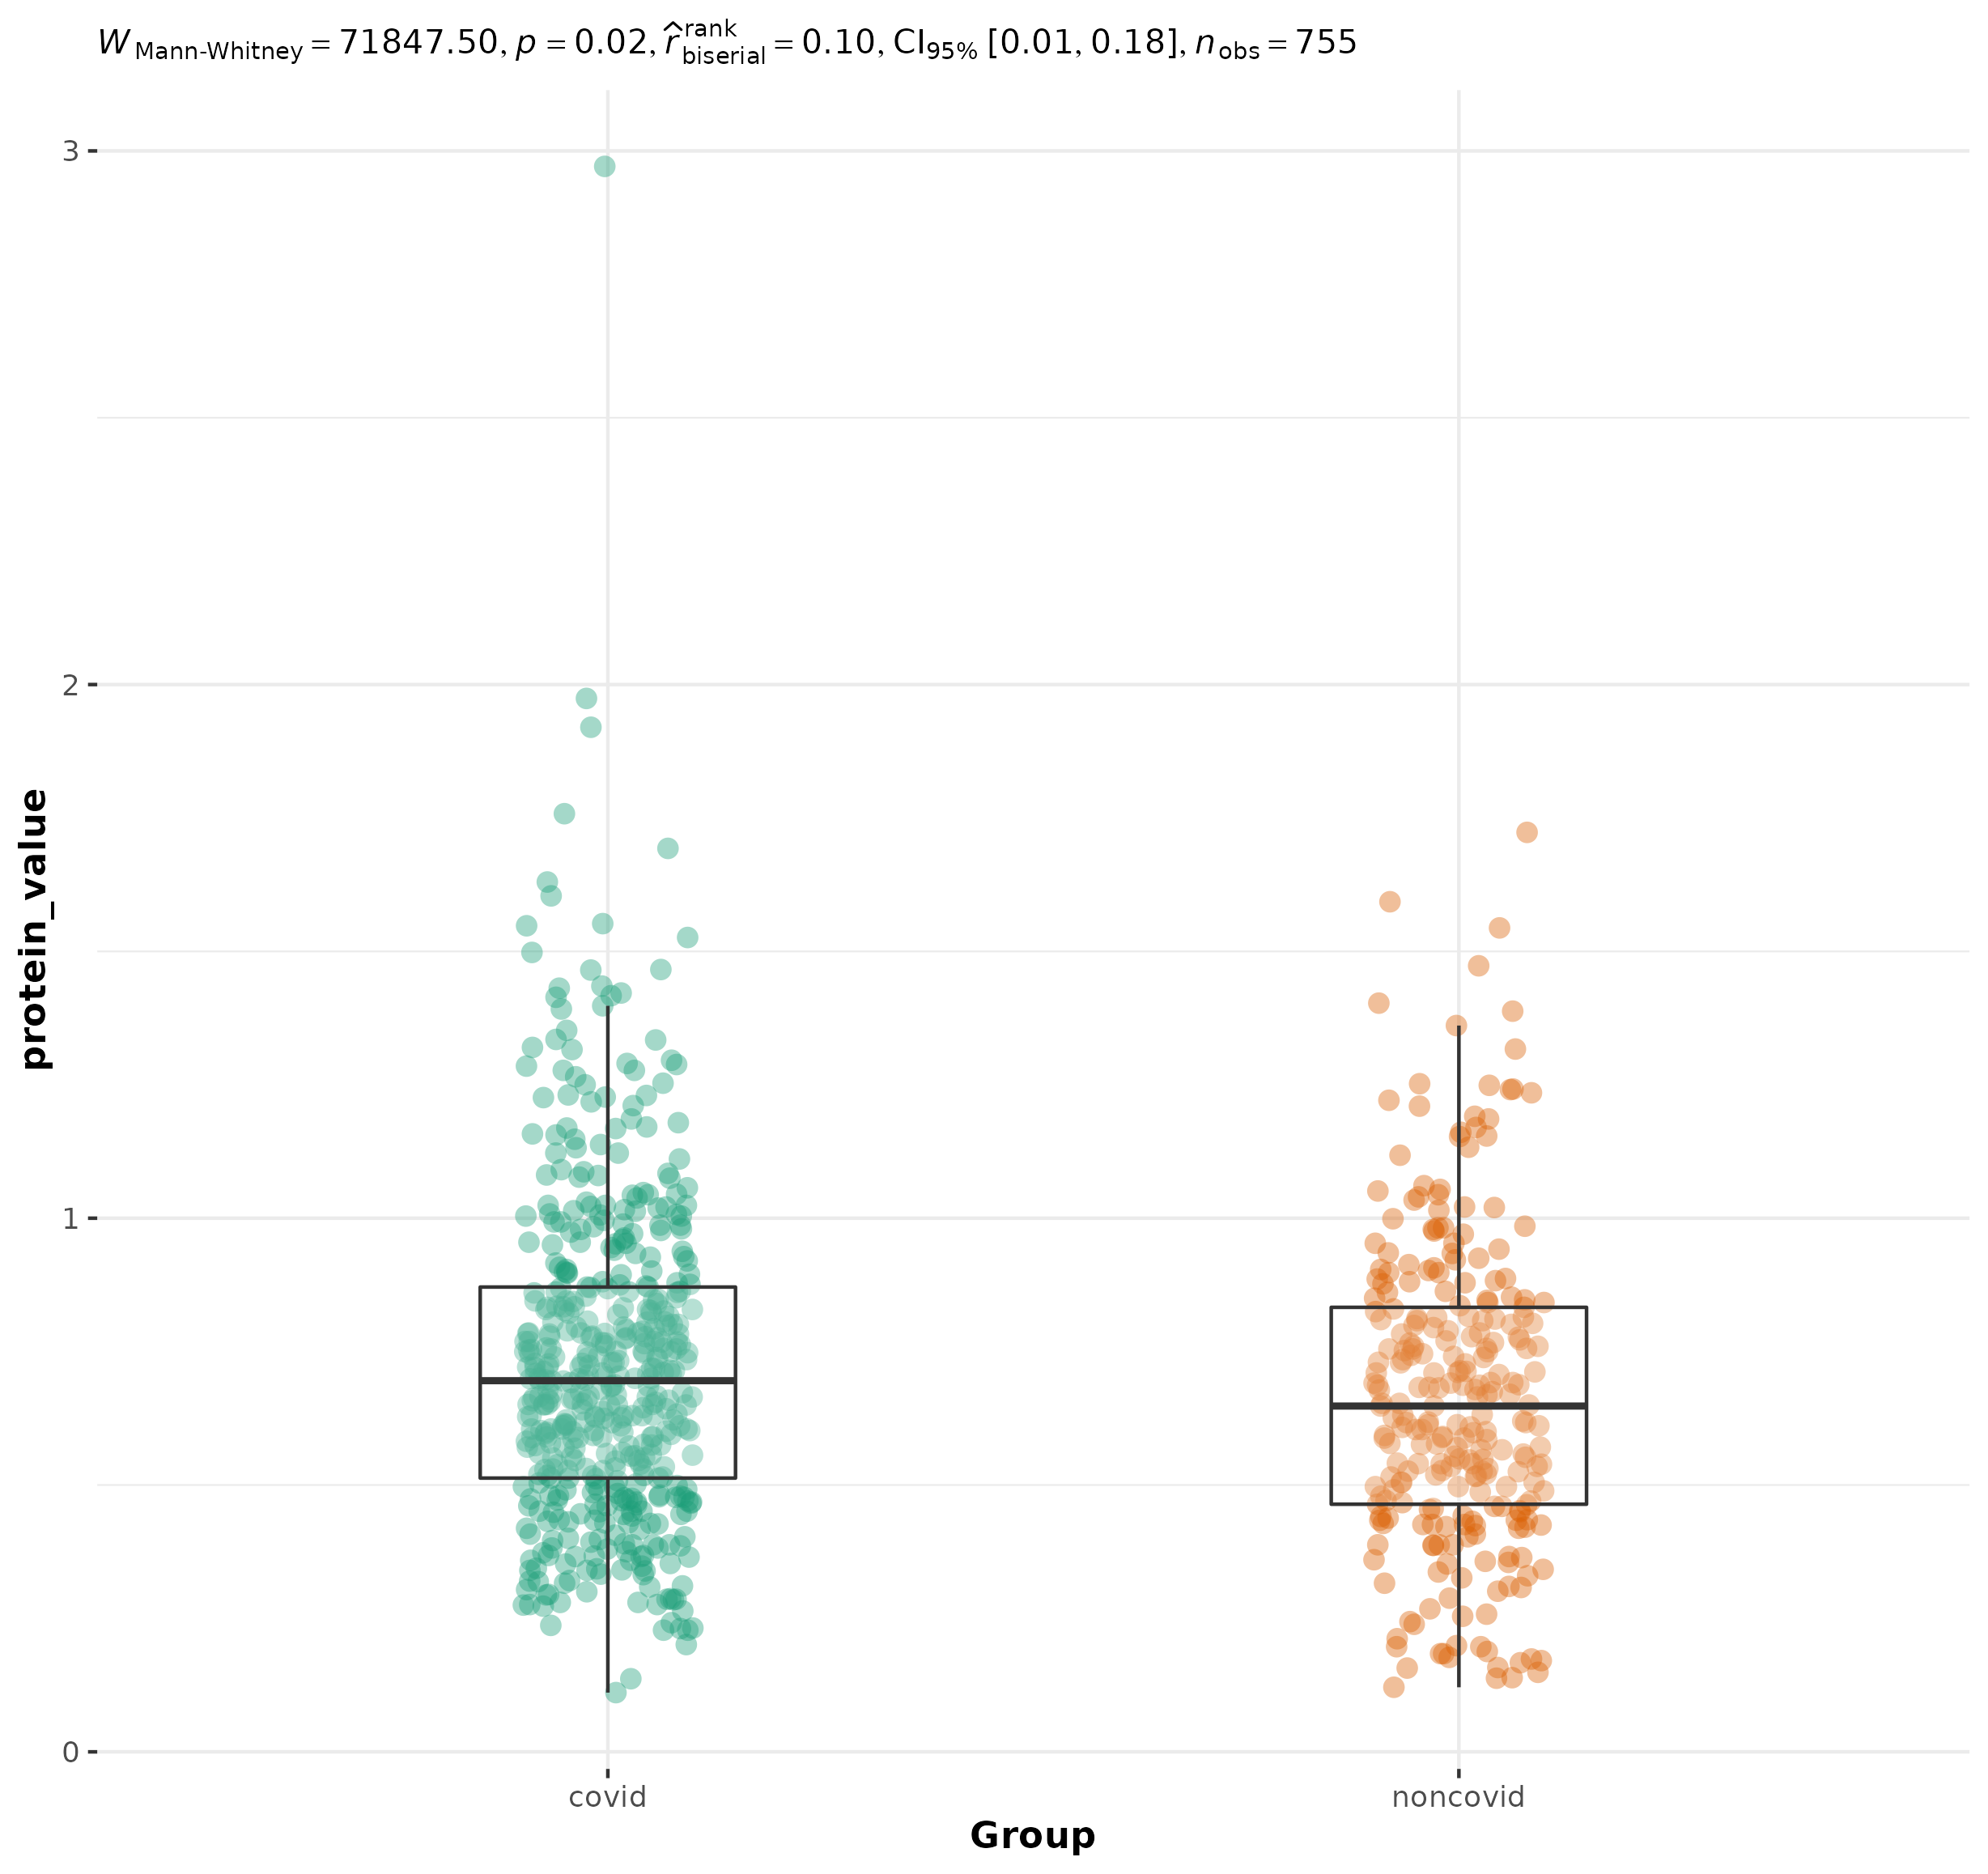 W Mann-Whitney = 71847.50, p = 0.02, r̂ rank biserial = 0.10, CI95% [0.01, 0.18], n obs = 755
protein_value
3
2
1
0
covid noncovid
Group